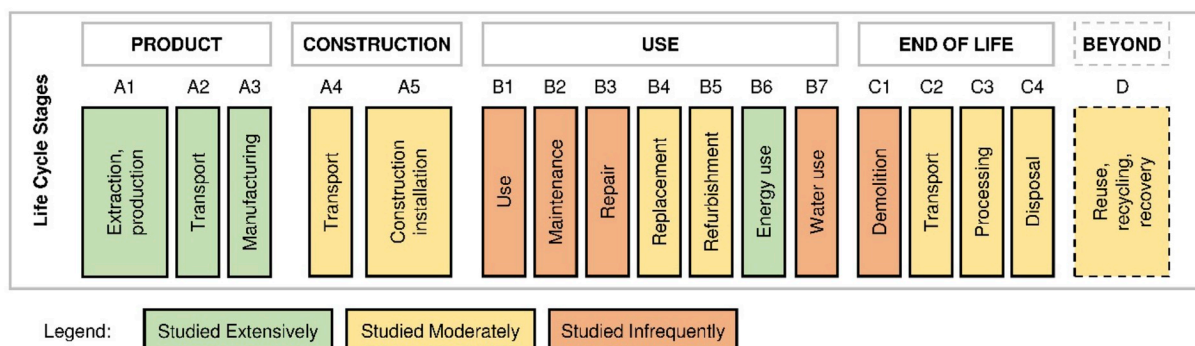 PRODUCT CONSTRUCTION USE END OF LIFE BEYOND
A1 A2 A3 A4 A5 B1 B2 B3 B4 B5 B6 B7 C1 C2 C3 C4 D
Life Cycle Stages
Extraction,
production
Transport
Manufacturing
Transport
Construction
installation
Use
Maintenance
Repair
Replacement
Refurbishment
Energy use
Water use
Demolition
Transport
Processing
Disposal
Reuse,
recycling,
recovery
Legend: Studied Extensively Studied Moderately Studied Infrequently